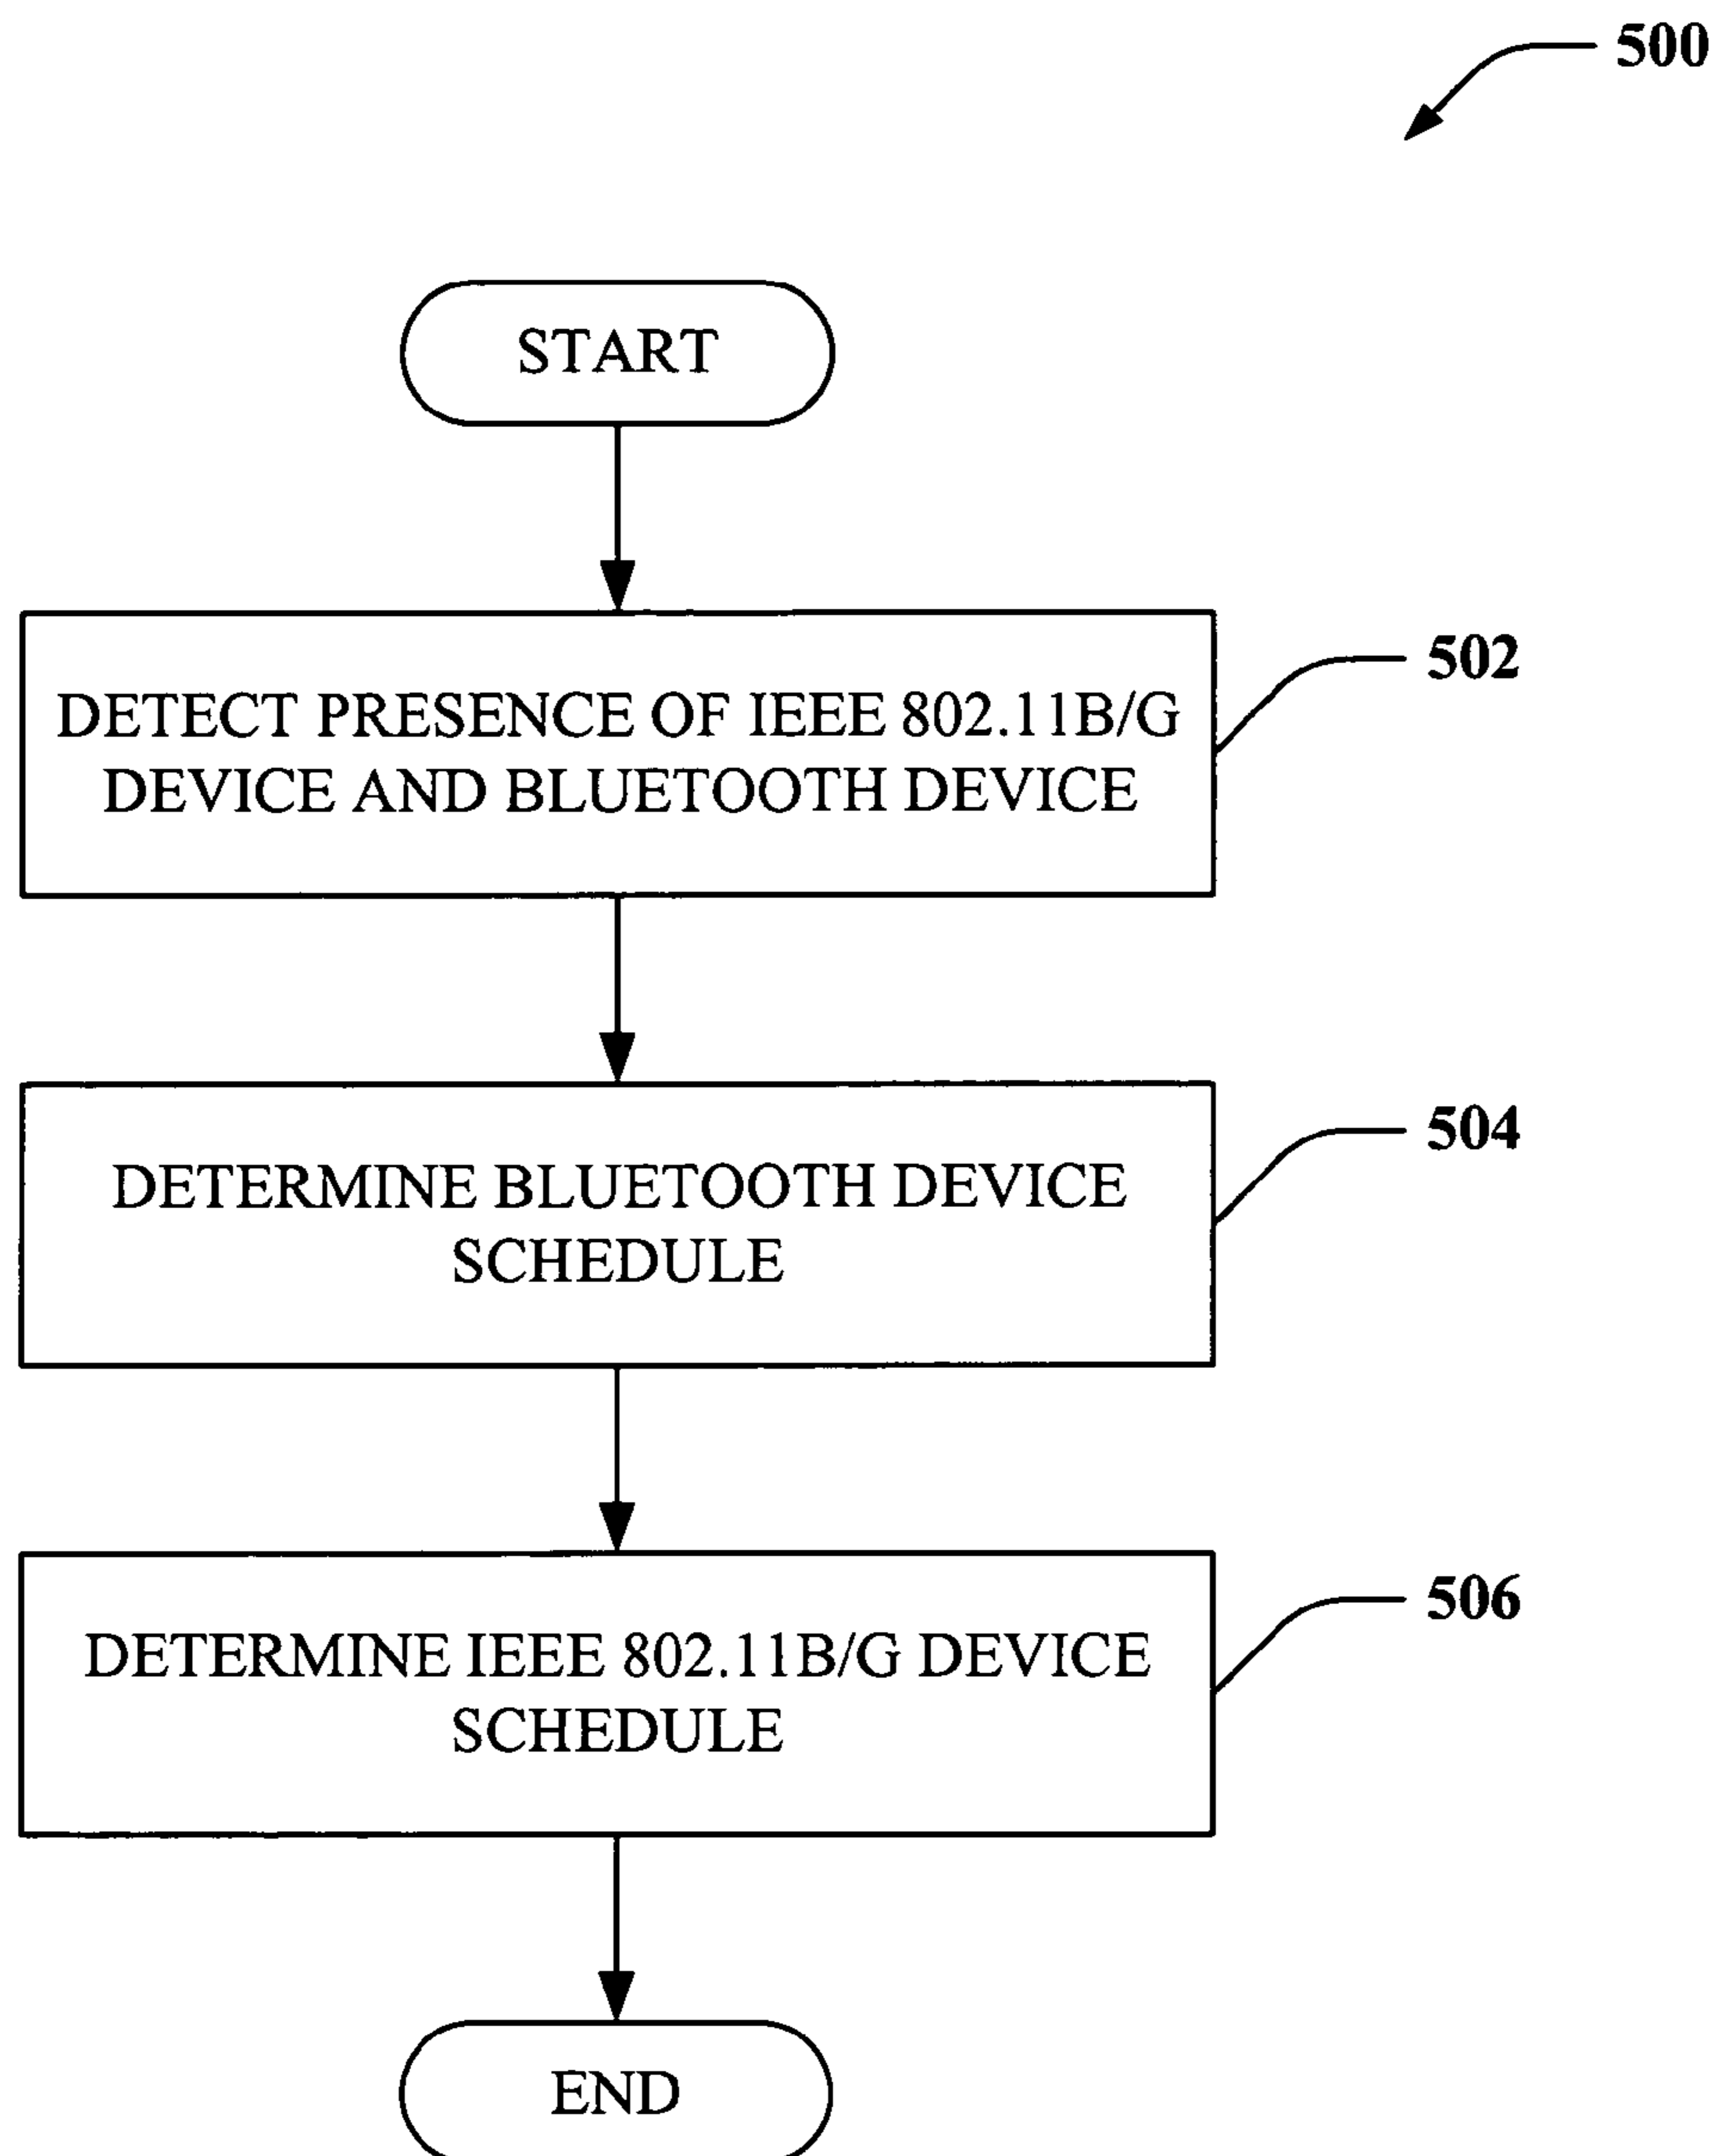 500
START
DETECT PRESENCE OF IEEE 802.11B/G
DEVICE AND BLUETOOTH DEVICE
502
DETERMINE BLUETOOTH DEVICE
SCHEDULE
504
DETERMINE IEEE 802.11B/G DEVICE
SCHEDULE
506
END